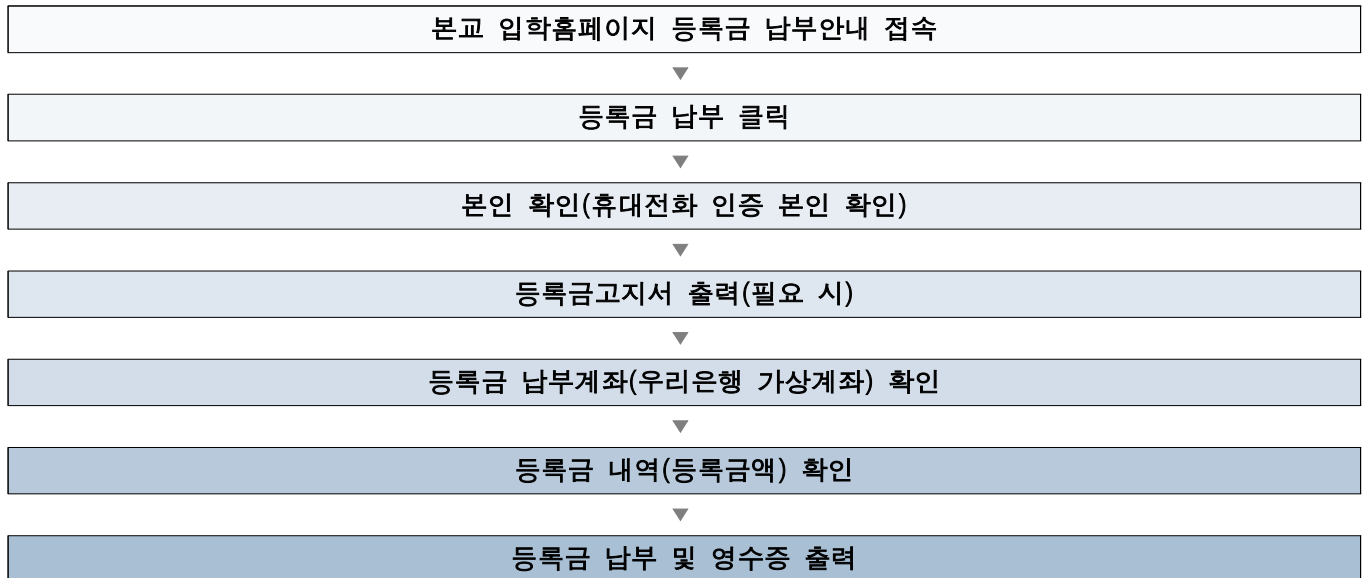 본교 입학홈페이지 등록금 납부안내 접속
등록금 납부 클릭
본인 확인(휴대전화 인증 본인 확인)
등록금고지서 출력(필요 시)
등록금 납부계좌(우리은행 가상계좌) 확인
등록금 내역(등록금액) 확인
등록금 납부 및 영수증 출력